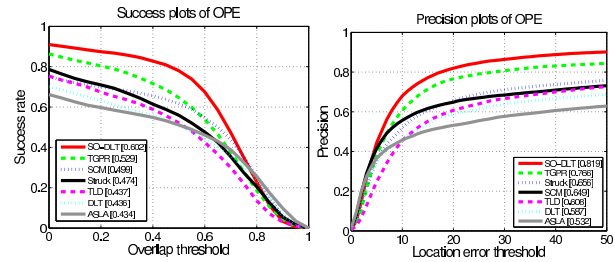 Success plots of OPE
1
0.8
0.6
0.4
0.2
0
Success rate
SO-DLT [0.602]
TGPR [0.529]
SCM [0.499]
Struck [0.474]
TLD [0.437]
DLT [0.436]
ASLA [0.434]
0 0.2 0.4 0.6 0.8 1
Overlap threshold
Precision plots of OPE
1
0.8
0.6
0.4
0.2
0
Precision
SO-DLT [0.819]
TGPR [0.766]
Struck [0.656]
SCM [0.649]
TLD [0.606]
DLT [0.587]
ASLA [0.532]
0 10 20 30 40 50
Location error threshold